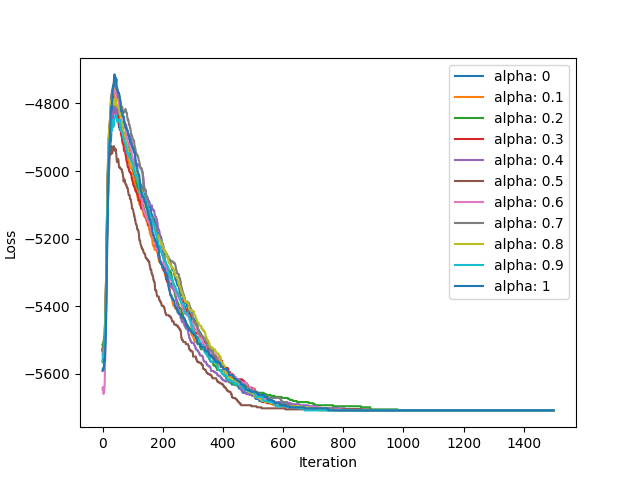 −4800
−5000
−5200
−5400
−5600
Loss
0
200
400
600
800
1000
1200
1400
Iteration
alpha: 0
alpha: 0.1
alpha: 0.2
alpha: 0.3
alpha: 0.4
alpha: 0.5
alpha: 0.6
alpha: 0.7
alpha: 0.8
alpha: 0.9
alpha: 1